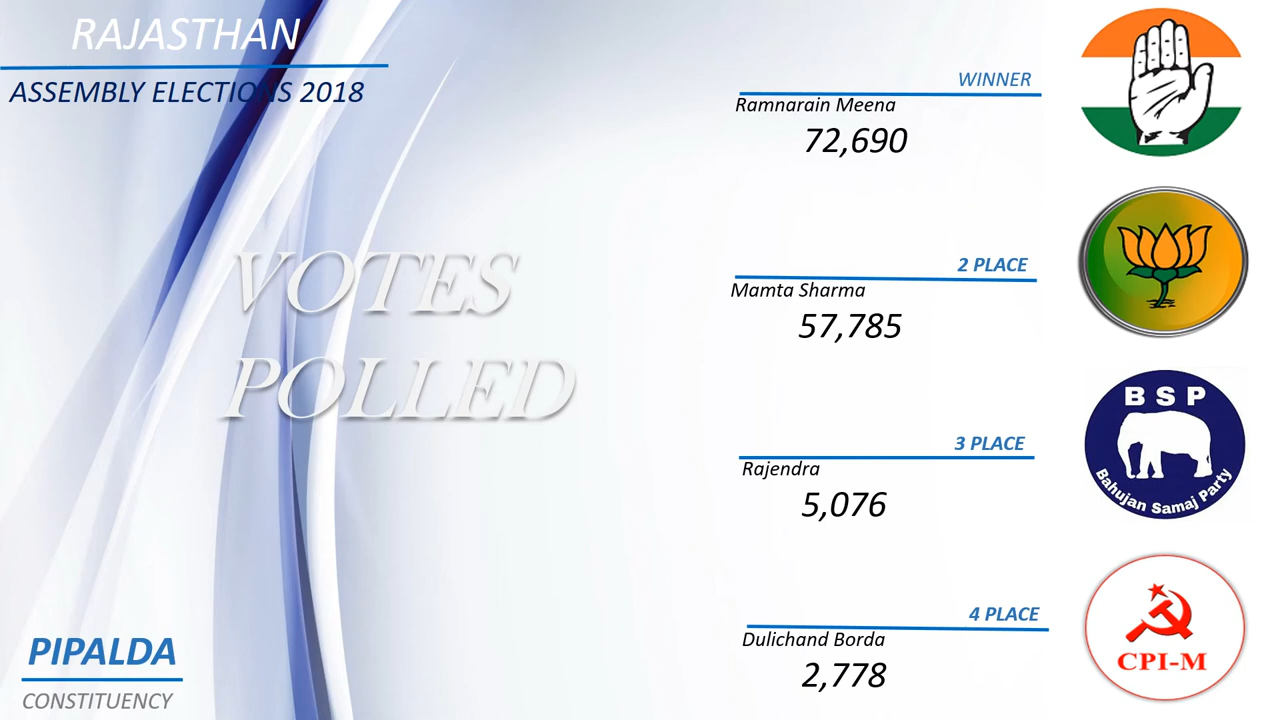 RAJASTHAN
ASSEMBLY ELECTIONS 2018
VOTES
POLLED
PIPALDA
CONSTITUENCY
WINNER
Ramnarain Meena
72,690
2 PLACE
Mamta Sharma
57,785
3 PLACE
Rajendra
5,076
4 PLACE
Dulichand Borda
2,778
BSP
Bahujan Samaj Party
CPI-M